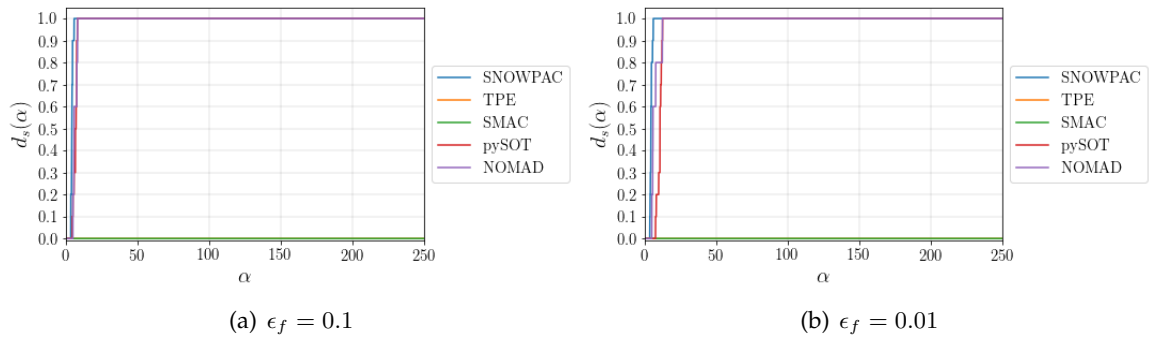 1.0
0.9
0.8
0.7
0.6
0.5
0.4
0.3
0.2
0.1
0.0
d_s(α)
0 50 100 150 200 250
α
SNOWPAC
TPE
SMAC
pySOT
NOMAD
(a) ϵ_f = 0.1
1.0
0.9
0.8
0.7
0.6
0.5
0.4
0.3
0.2
0.1
0.0
d_s(α)
0 50 100 150 200 250
α
SNOWPAC
TPE
SMAC
pySOT
NOMAD
(b) ϵ_f = 0.01